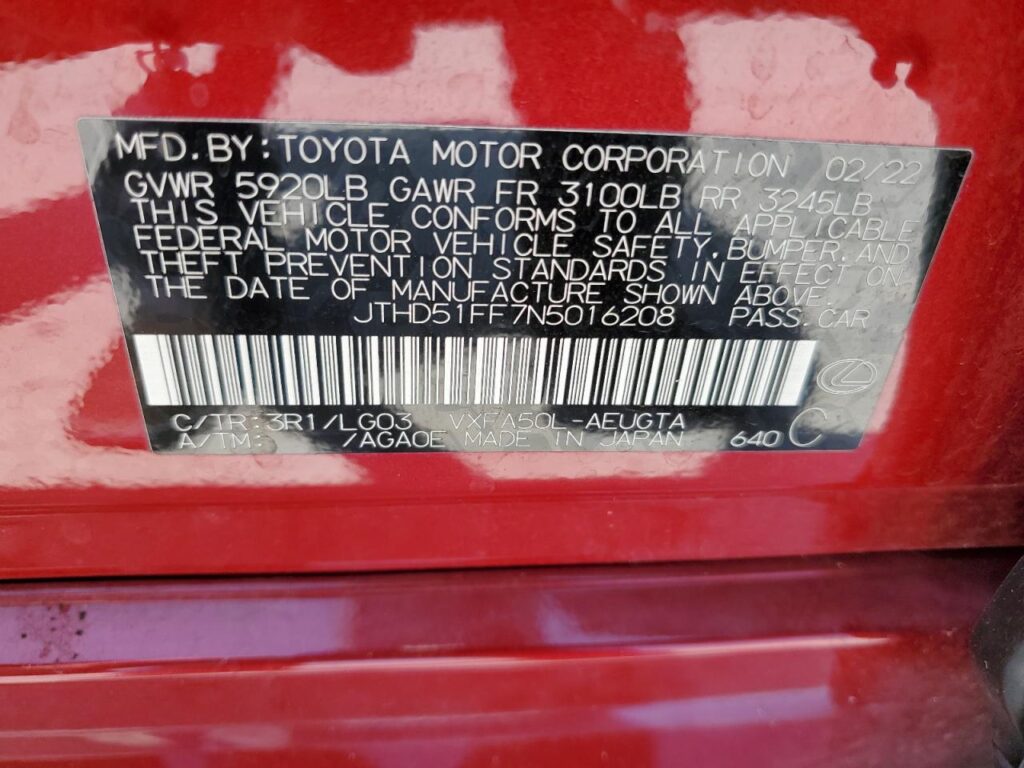 MFD. BY: TOYOTA MOTOR CORPORATION 02/22
GVWR 5920LB GAWR FR 3100LB RR 3245LB
THIS VEHICLE CONFORMS TO ALL APPLICABLE
FEDERAL MOTOR VEHICLE SAFETY, BUMPER, AND
THEFT PREVENTION STANDARDS IN EFFECT ON
THE DATE OF MANUFACTURE SHOWN ABOVE.
JTHD51FF7N5016208 PASS. CAR
C/TR: 3R1/LG03 VXFA50L-AEUGTA
A/TM: /AGA0E MADE IN JAPAN 640 C